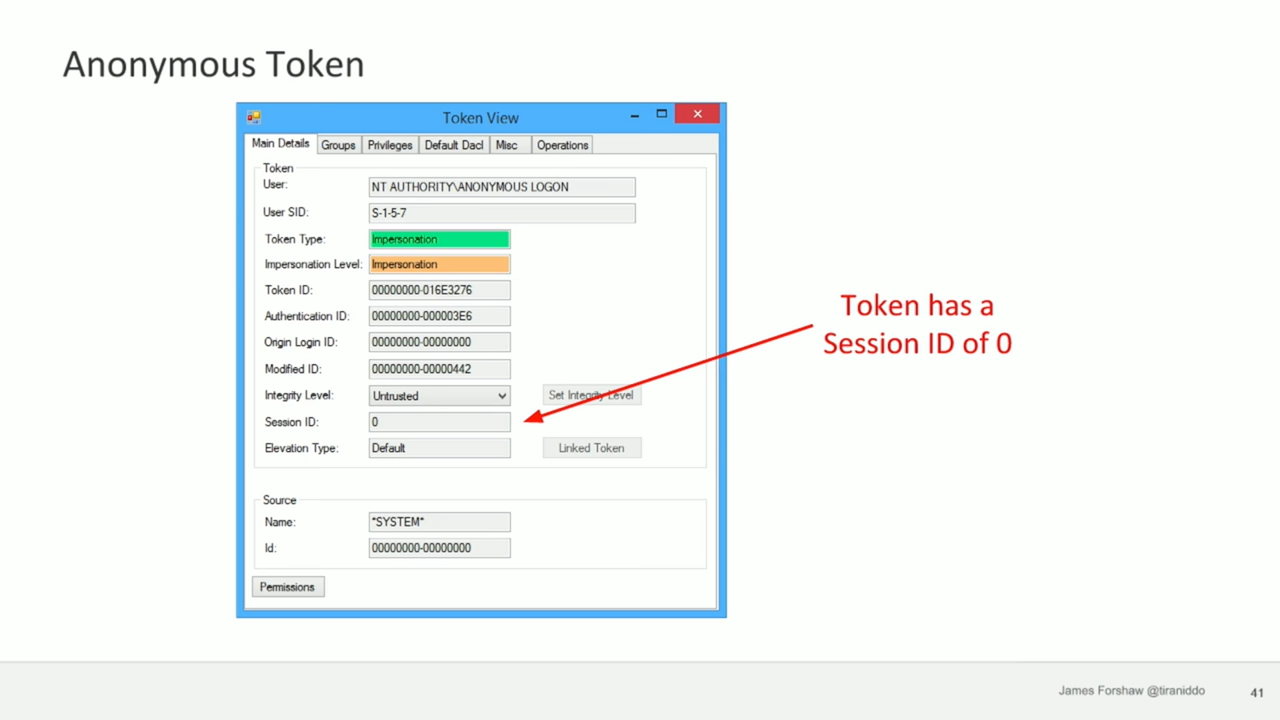 Anonymous Token
Token View
Main Details Groups Privileges Default Dacl Misc Operations
Token
User: NT AUTHORITY\ANONYMOUS LOGON
User SID: S-1-5-7
Token Type: Impersonation
Impersonation Level: Impersonation
Token ID: 00000000-016E3276
Authentication ID: 00000000-000003E6
Origin Login ID: 00000000-00000000
Modified ID: 00000000-00000442
Integrity Level: Untrusted Set Integrity Level
Session ID: 0
Elevation Type: Default Linked Token
Source
Name: *SYSTEM*
Id: 00000000-00000000
Permissions
Token has a
Session ID of 0
James Forshaw @tiraniddo 41